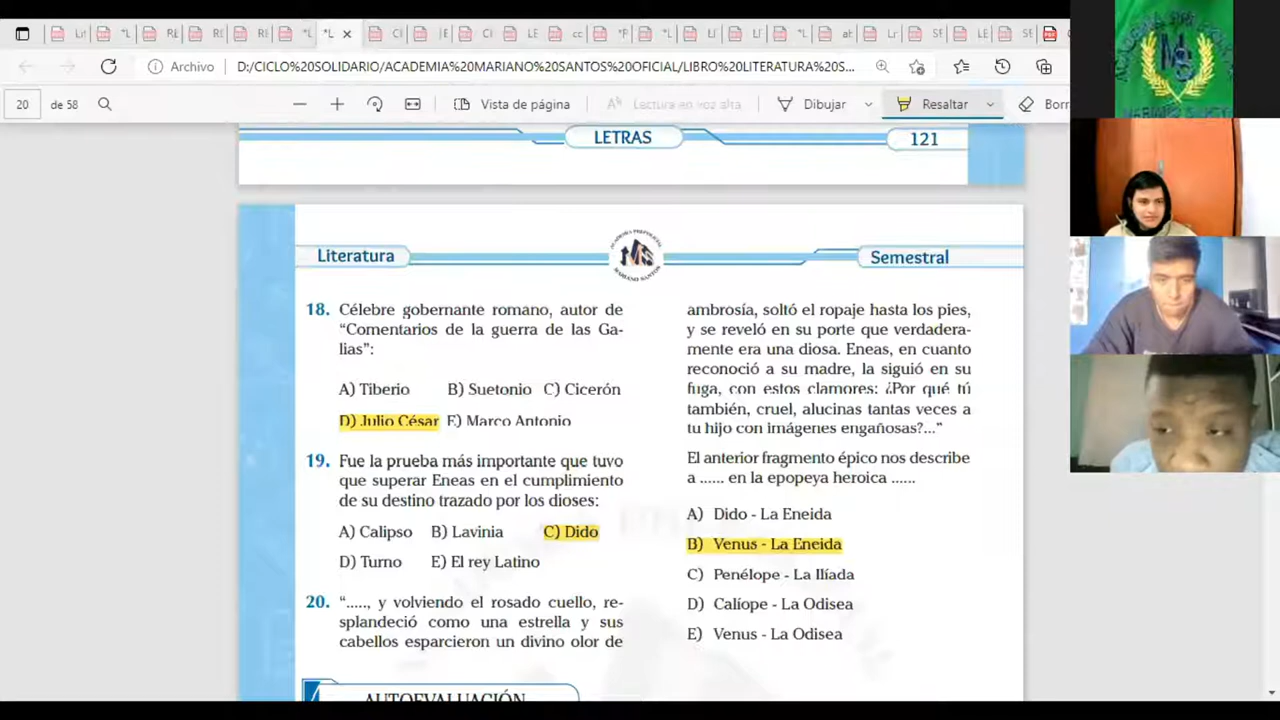 Archivo
D:/CICLO%20SOLIDARIO/ACADEMIA%20MARIANO%20SANTOS%20OFICIAL/LIBRO%20LITERATURA%20S...
20 de 58
Vista de página
Lectura en voz alta
Dibujar
Resaltar
Borr
LETRAS
121
Literatura
Semestral
18. Célebre gobernante romano, autor de
“Comentarios de la guerra de las Ga-
lias”:
A) Tiberio B) Suetonio C) Cicerón
D) Julio César E) Marco Antonio
19. Fue la prueba más importante que tuvo
que superar Eneas en el cumplimiento
de su destino trazado por los dioses:
A) Calipso B) Lavinia C) Dido
D) Turno E) El rey Latino
20. “....., y volviendo el rosado cuello, re-
splandeció como una estrella y sus
cabellos esparcieron un divino olor de
ambrosía, soltó el ropaje hasta los pies,
y se reveló en su porte que verdadera-
mente era una diosa. Eneas, en cuanto
reconoció a su madre, la siguió en su
fuga, con estos clamores: ¿Por qué tú
también, cruel, alucinas tantas veces a
tu hijo con imágenes engañosas?...”
El anterior fragmento épico nos describe
a ...... en la epopeya heroica ......
A) Dido - La Eneida
B) Venus - La Eneida
C) Penélope - La Ilíada
D) Calíope - La Odisea
E) Venus - La Odisea
AUTOEVALUACIÓN